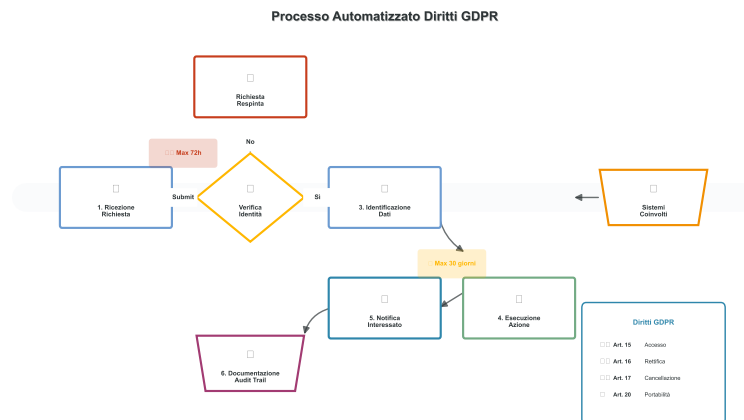 Processo Automatizzato Diritti GDPR
Richiesta
Respinta
No
Max 72h
1. Ricezione
Richiesta
Submit
Verifica
Identità
Sì
3. Identificazione
Dati
Sistemi
Coinvolti
Max 30 giorni
5. Notifica
Interessato
4. Esecuzione
Azione
6. Documentazione
Audit Trail
Diritti GDPR
Art. 15 Accesso
Art. 16 Rettifica
Art. 17 Cancellazione
Art. 20 Portabilità